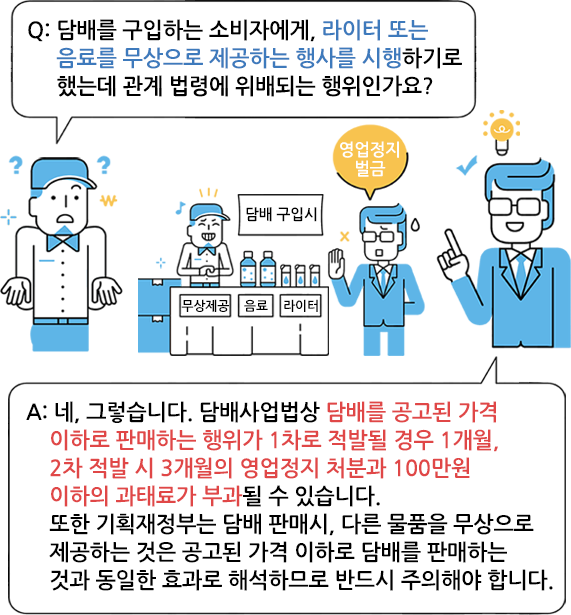 Q: 담배를 구입하는 소비자에게, 라이터 또는
음료를 무상으로 제공하는 행사를 시행하기로
했는데 관계 법령에 위배되는 행위인가요?
영업정지
벌금
담배 구입시
무상제공
음료
라이터
A: 네, 그렇습니다. 담배사업법상 담배를 공고된 가격
이하로 판매하는 행위가 1차로 적발될 경우 1개월,
2차 적발 시 3개월의 영업정지 처분과 100만원
이하의 과태료가 부과될 수 있습니다.
또한 기획재정부는 담배 판매시, 다른 물품을 무상으로
제공하는 것은 공고된 가격 이하로 담배를 판매하는
것과 동일한 효과로 해석하므로 반드시 주의해야 합니다.